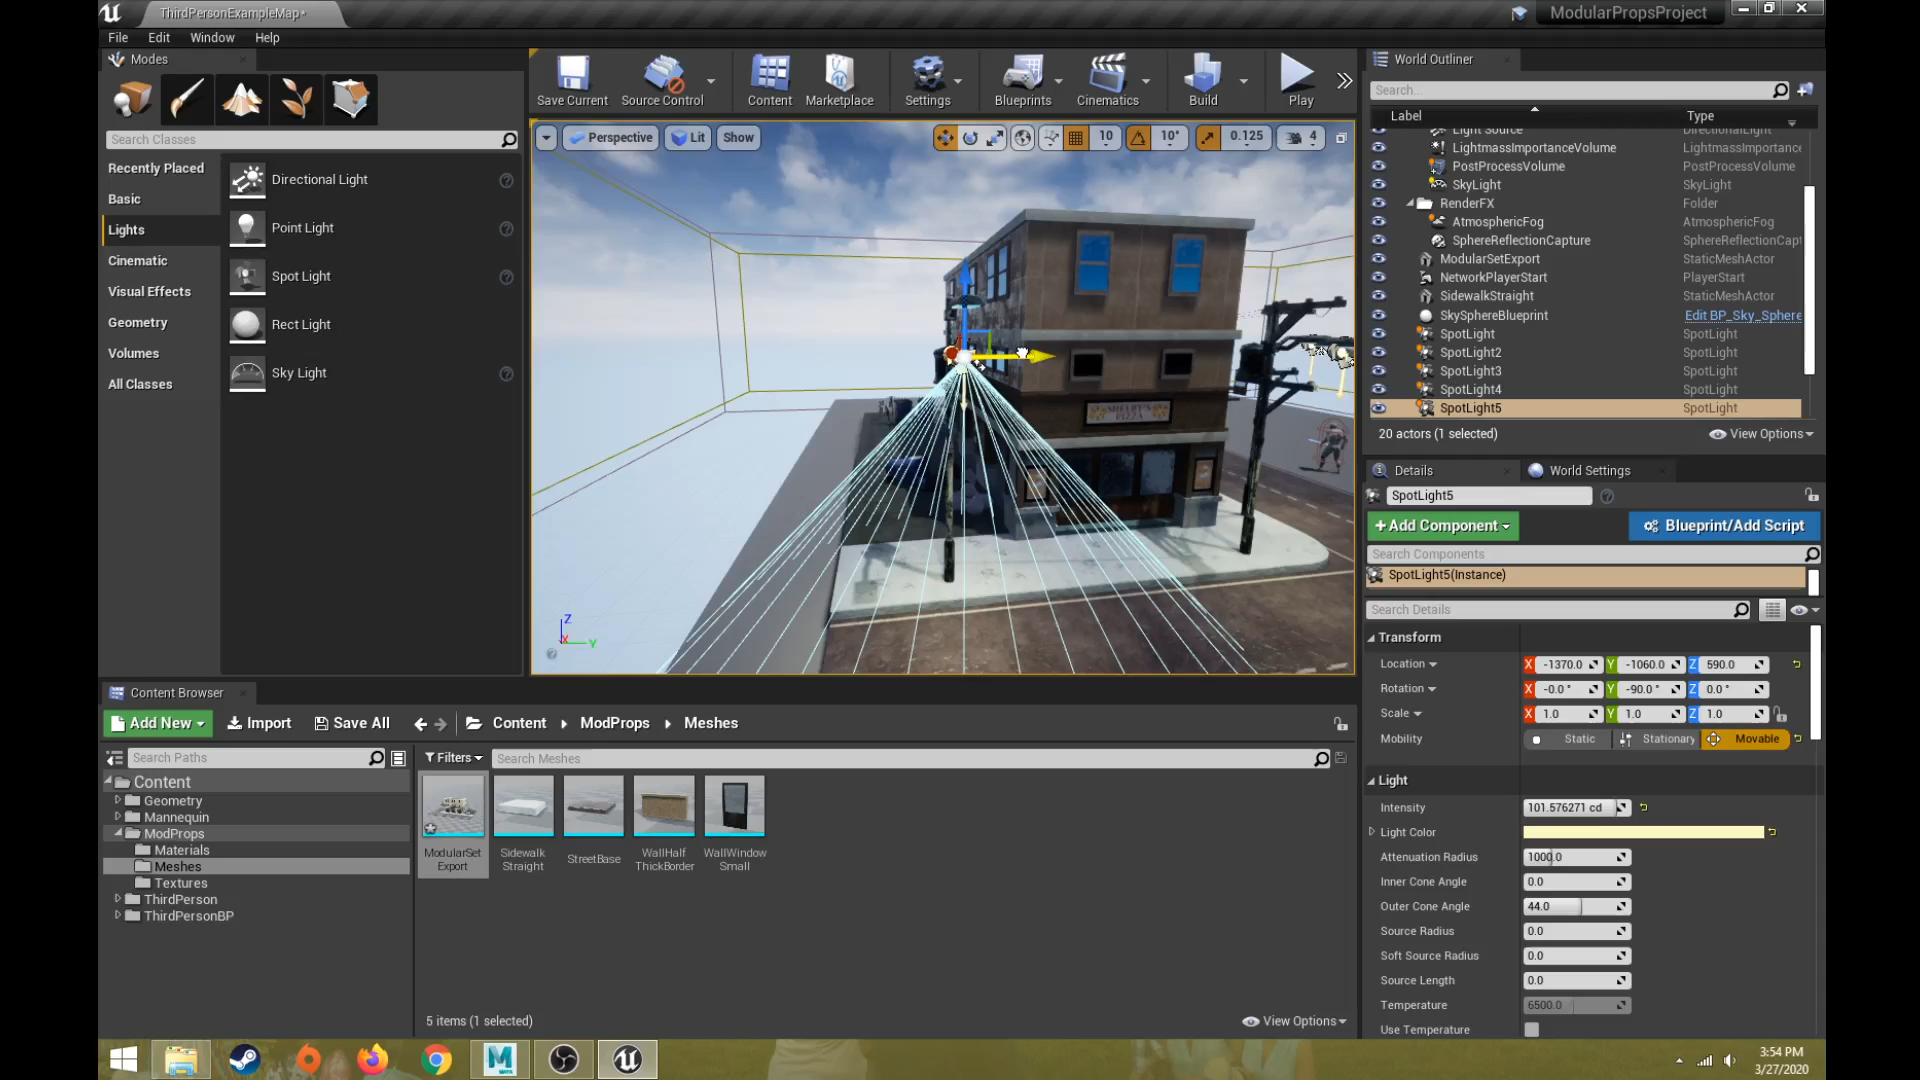 ThirdPersonExampleMap*
ModularPropsProject
File Edit Window Help
Modes
Search Classes
Recently Placed
Basic
Lights
Cinematic
Visual Effects
Geometry
Volumes
All Classes
Directional Light
Point Light
Spot Light
Rect Light
Sky Light
Save Current Source Control Content Marketplace Settings Blueprints Cinematics Build Play
Perspective Lit Show 10 10° 0.125 4
SHELBY'S
PIZZA
Z
X
Y
World Outliner
Search...
Label Type
Light Source DirectionalLight
LightmassImportanceVolume LightmassImportance
PostProcessVolume PostProcessVolume
SkyLight SkyLight
RenderFX Folder
AtmosphericFog AtmosphericFog
SphereReflectionCapture SphereReflectionCapt
ModularSetExport StaticMeshActor
NetworkPlayerStart PlayerStart
SidewalkStraight StaticMeshActor
SkySphereBlueprint Edit BP_Sky_Sphere
SpotLight SpotLight
SpotLight2 SpotLight
SpotLight3 SpotLight
SpotLight4 SpotLight
SpotLight5 SpotLight
20 actors (1 selected) View Options
Details World Settings
SpotLight5
+Add Component Blueprint/Add Script
Search Components
SpotLight5(Instance)
Search Details
Transform
Location X -1370.0 Y -1060.0 Z 590.0
Rotation X -0.0 ° Y -90.0 ° Z 0.0 °
Scale X 1.0 Y 1.0 Z 1.0
Mobility Static Stationary Movable
Light
Intensity 101.576271 cd
Light Color
Attenuation Radius 1000.0
Inner Cone Angle 0.0
Outer Cone Angle 44.0
Source Radius 0.0
Soft Source Radius 0.0
Source Length 0.0
Temperature 6500.0
Use Temperature
Content Browser
Add New Import Save All Content ModProps Meshes
Search Paths
Filters Search Meshes
Content
Geometry
Mannequin
ModProps
Materials
Meshes
Textures
ThirdPerson
ThirdPersonBP
ModularSet
Export
Sidewalk
Straight
StreetBase
WallHalf
ThickBorder
WallWindow
Small
5 items (1 selected) View Options
MAYA
3:54 PM
3/27/2020